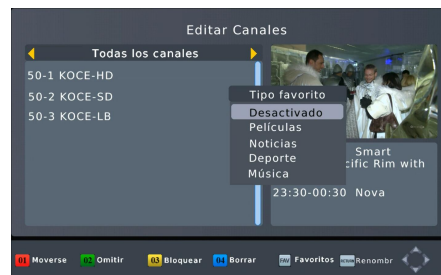 Editar Canales
Todas los canales
50-1 KOCE-HD
50-2 KOCE-SD
50-3 KOCE-LB
Tipo favorito
Desactivado
Películas
Noticias
Deporte
Música
Smart
cific Rim with
23:30-00:30 Nova
01 Moverse 02 Omitir 03 Bloquear 04 Borrar FAV Favoritos Renombr